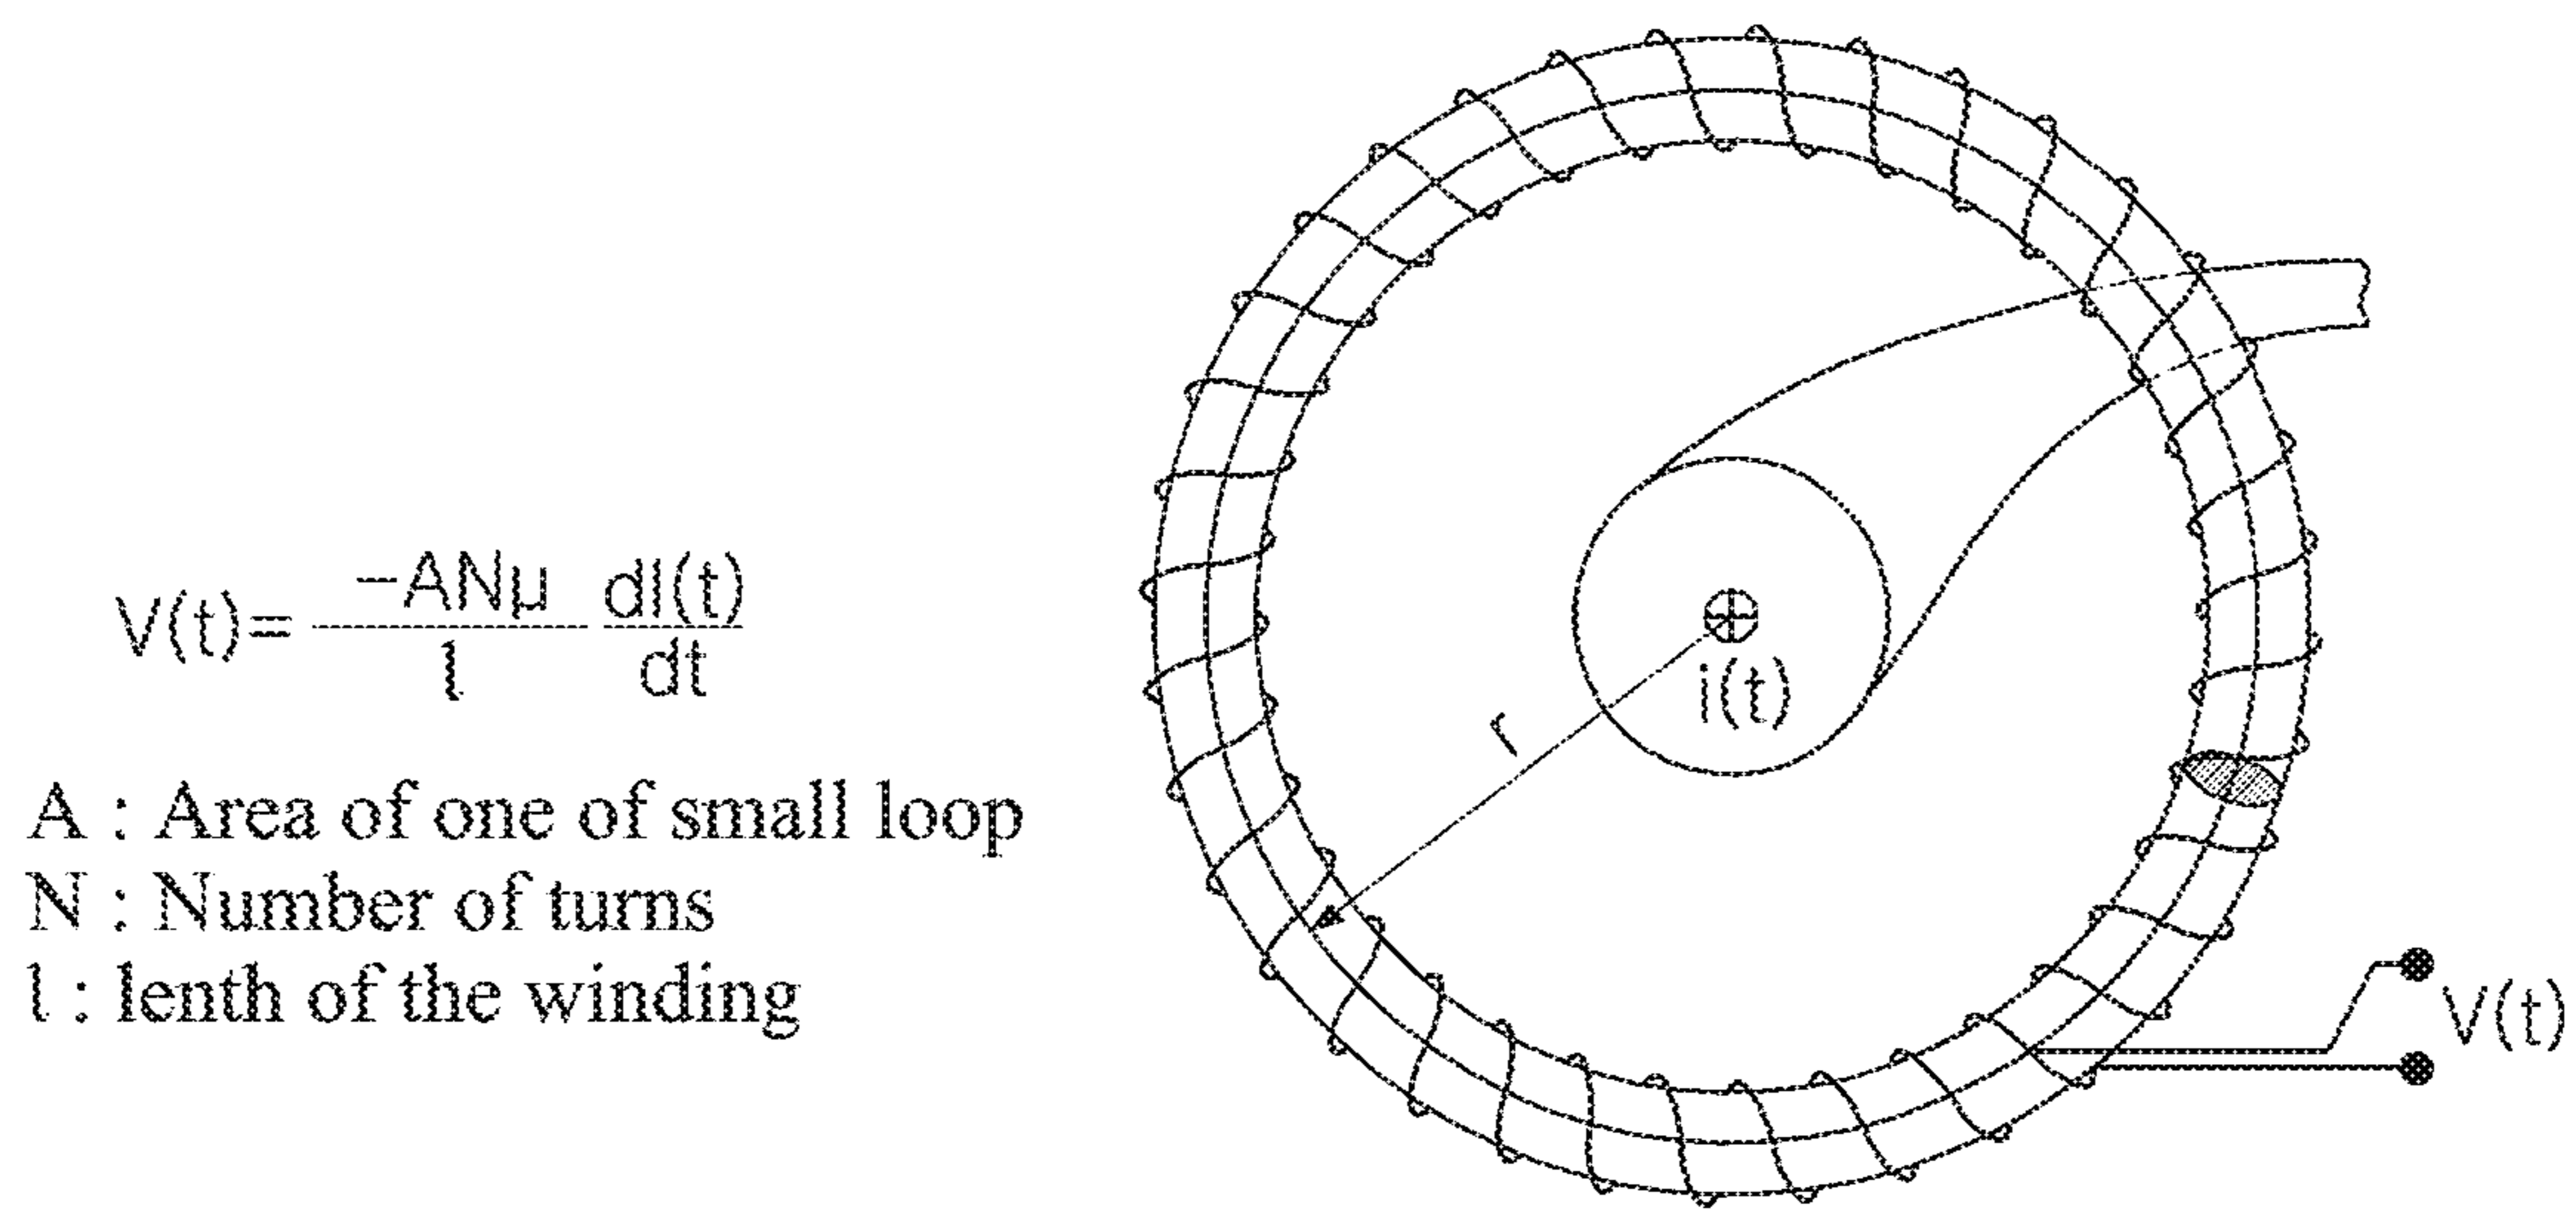 V(t)= -ANμ/l dI(t)/dt
A : Area of one of small loop
N : Number of turns
l : lenth of the winding
r
i(t)
V(t)